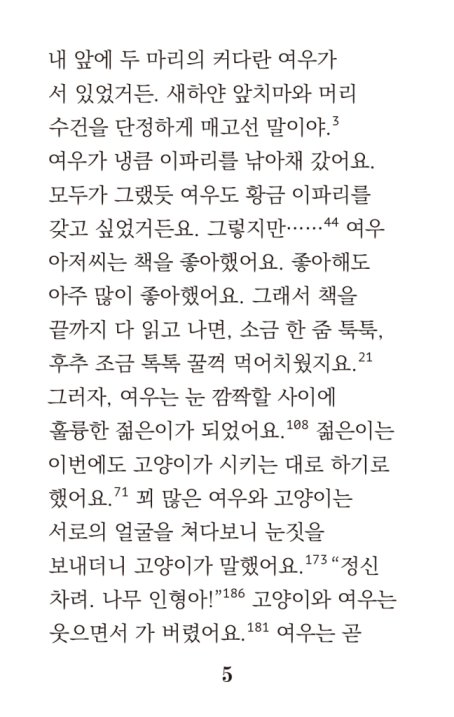 내 앞에 두 마리의 커다란 여우가
서 있었거든. 새하얀 앞치마와 머리
수건을 단정하게 매고선 말이야.³
여우가 냉큼 이파리를 낚아채 갔어요.
모두가 그랬듯 여우도 황금 이파리를
갖고 싶었거든요. 그렇지만……⁴⁴ 여우
아저씨는 책을 좋아했어요. 좋아해도
아주 많이 좋아했어요. 그래서 책을
끝까지 다 읽고 나면, 소금 한 줌 툭툭,
후추 조금 톡톡 꿀꺽 먹어치웠지요.²¹
그러자, 여우는 눈 깜짝할 사이에
훌륭한 젊은이가 되었어요.¹⁰⁸ 젊은이는
이번에도 고양이가 시키는 대로 하기로
했어요.⁷¹ 꾀 많은 여우와 고양이는
서로의 얼굴을 쳐다보니 눈짓을
보내더니 고양이가 말했어요.¹⁷³ “정신
차려. 나무 인형아!”¹⁸⁶ 고양이와 여우는
웃으면서 가 버렸어요.¹⁸¹ 여우는 곧
5